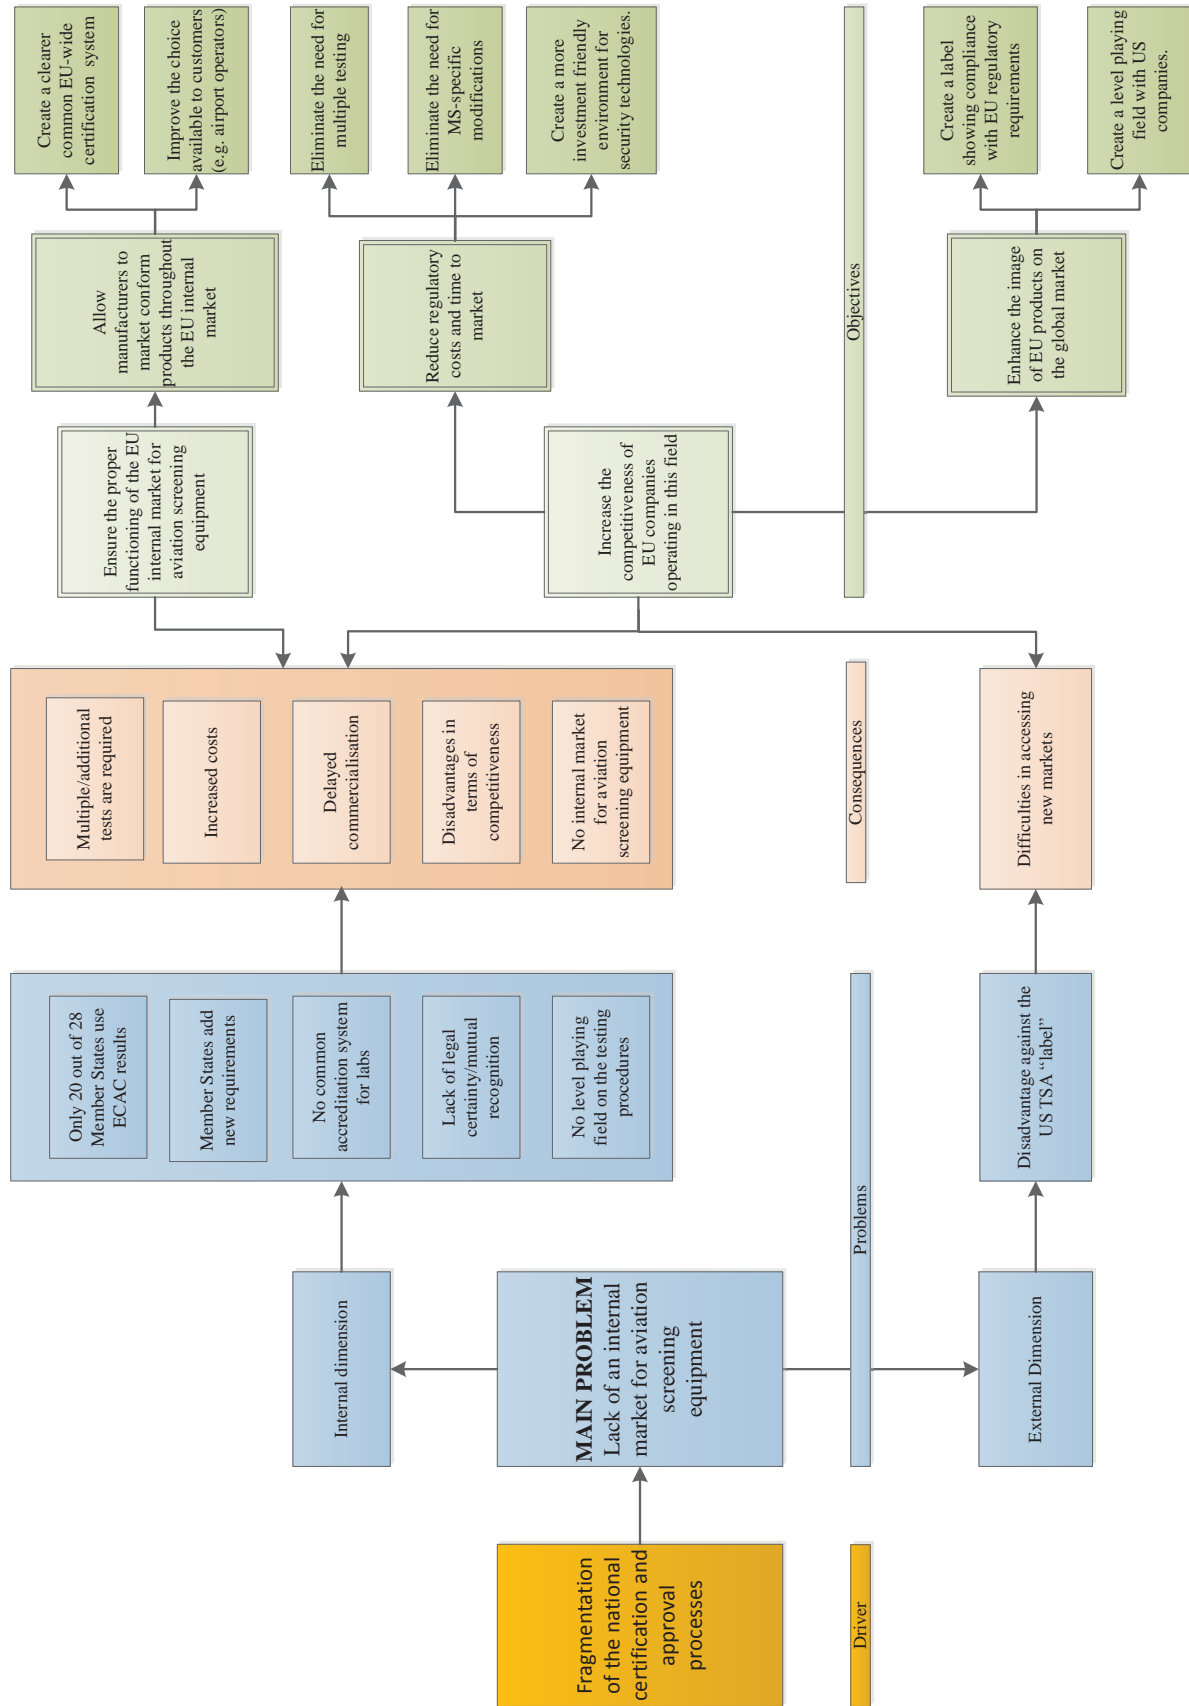 Fragmentation
of the national
certification and
approval
processes
Driver
Internal dimension
MAIN PROBLEM
Lack of an internal
market for aviation
screening
equipment
Problems
External Dimension
Only 20 out of 28
Member States use
ECAC results
Member States add
new requirements
No common
accreditation system
for labs
Lack of legal
certainty/mutual
recognition
No level playing
field on the testing
procedures
Disadvantage against the
US TSA “label”
Multiple/additional
tests are required
Increased costs
Delayed
commercialisation
Disadvantages in
terms of
competitiveness
No internal market
for aviation
screening equipment
Consequences
Difficulties in accessing
new markets
Ensure the proper
functioning of the EU
internal market for
aviation screening
equipment
Increase the
competitiveness of
EU companies
operating in this field
Objectives
Allow
manufacturers to
market conform
products throughout
the EU internal
market
Reduce regulatory
costs and time to
market
Enhance the image
of EU products on
the global market
Create a clearer
common EU-wide
certification system
Improve the choice
available to customers
(e.g. airport operators)
Eliminate the need for
multiple testing
Eliminate the need for
MS-specific
modifications
Create a more
investment friendly
environment for
security technologies.
Create a label
showing compliance
with EU regulatory
requirements
Create a level playing
field with US
companies.